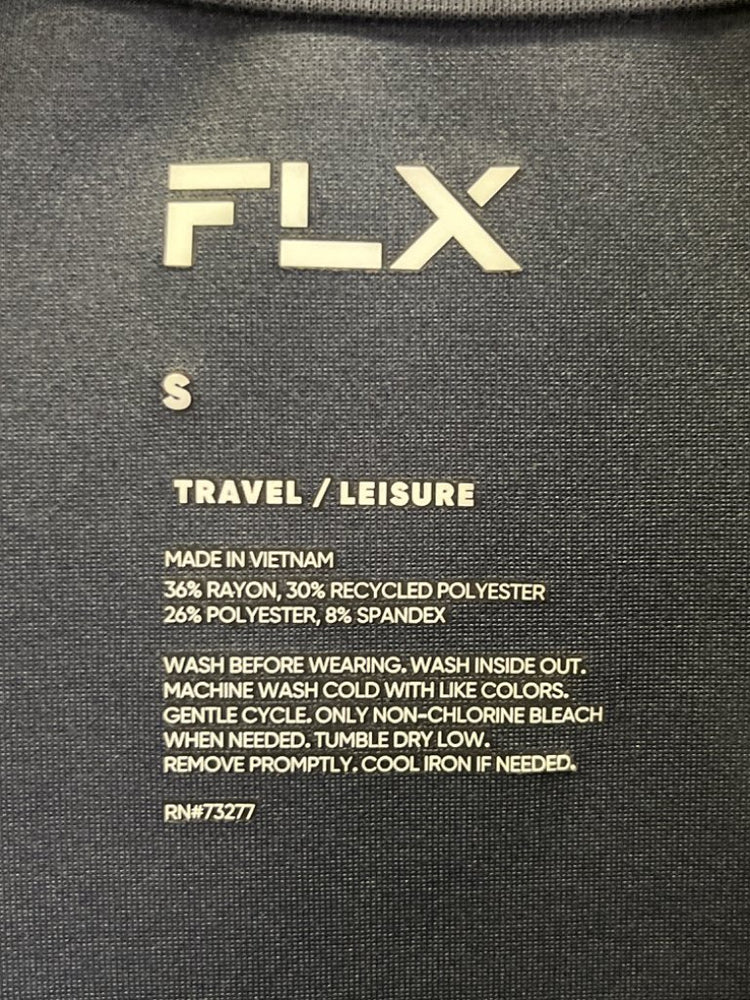 FLX
S
TRAVEL / LEISURE
MADE IN VIETNAM
36% RAYON, 30% RECYCLED POLYESTER
26% POLYESTER, 8% SPANDEX
WASH BEFORE WEARING. WASH INSIDE OUT.
MACHINE WASH COLD WITH LIKE COLORS.
GENTLE CYCLE. ONLY NON-CHLORINE BLEACH
WHEN NEEDED. TUMBLE DRY LOW.
REMOVE PROMPTLY. COOL IRON IF NEEDED.
RN#73277